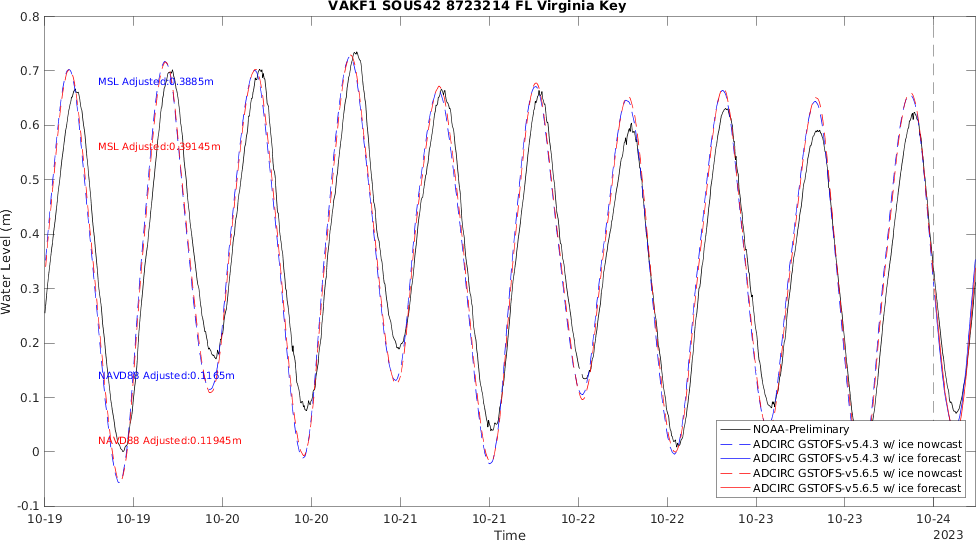 VAKF1 SOUS42 8723214 FL Virginia Key
0.8
0.7
0.6
0.5
0.4
0.3
0.2
0.1
0
-0.1
Water Level (m)
MSL Adjusted:0.3885m
MSL Adjusted:0.39145m
NAVD88 Adjusted:0.1165m
NAVD88 Adjusted:0.11945m
NOAA-Preliminary
ADCIRC GSTOFS-v5.4.3 w/ ice nowcast
ADCIRC GSTOFS-v5.4.3 w/ ice forecast
ADCIRC GSTOFS-v5.6.5 w/ ice nowcast
ADCIRC GSTOFS-v5.6.5 w/ ice forecast
10-19 10-19 10-20 10-20 10-21 10-21 10-22 10-22 10-23 10-23 10-24
Time
2023